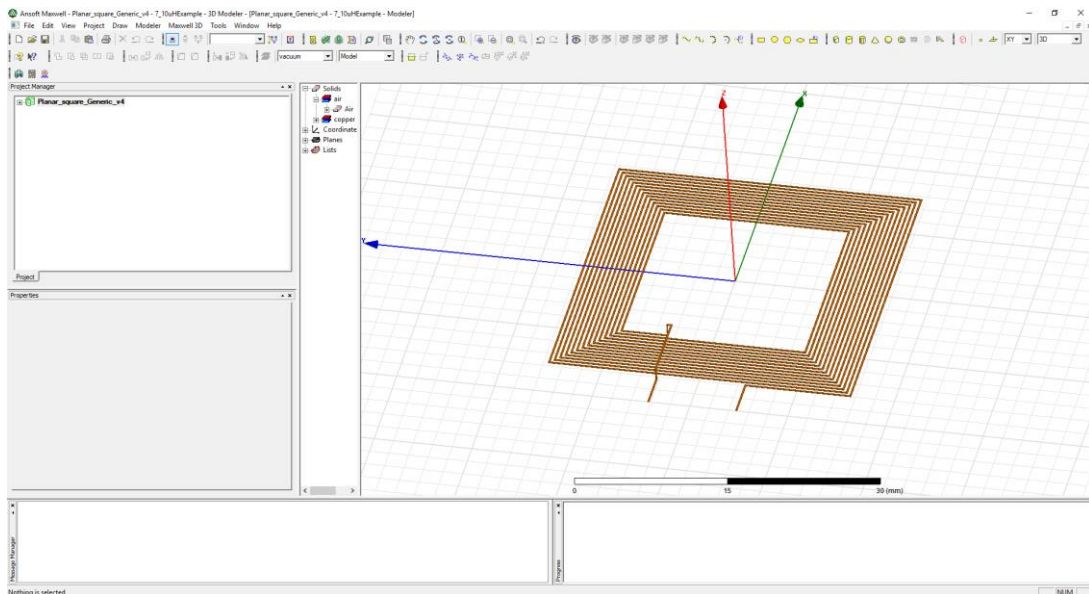 Ansoft Maxwell - Planar_square_Generic_v4 - 7_10uHExample - 3D Modeler - [Planar_square_Generic_v4 - 7_10uHExample - Modeler]
File Edit View Project Draw Modeler Maxwell 3D Tools Window Help
XY 3D
vacuum Model
Project Manager
Planar_square_Generic_v4
Project
Properties
Solids
air
Air
copper
Coordinate
Planes
Lists
Z X
Y
0 15 30 (mm)
Message Manager
Progress
Nothing is selected
NUM